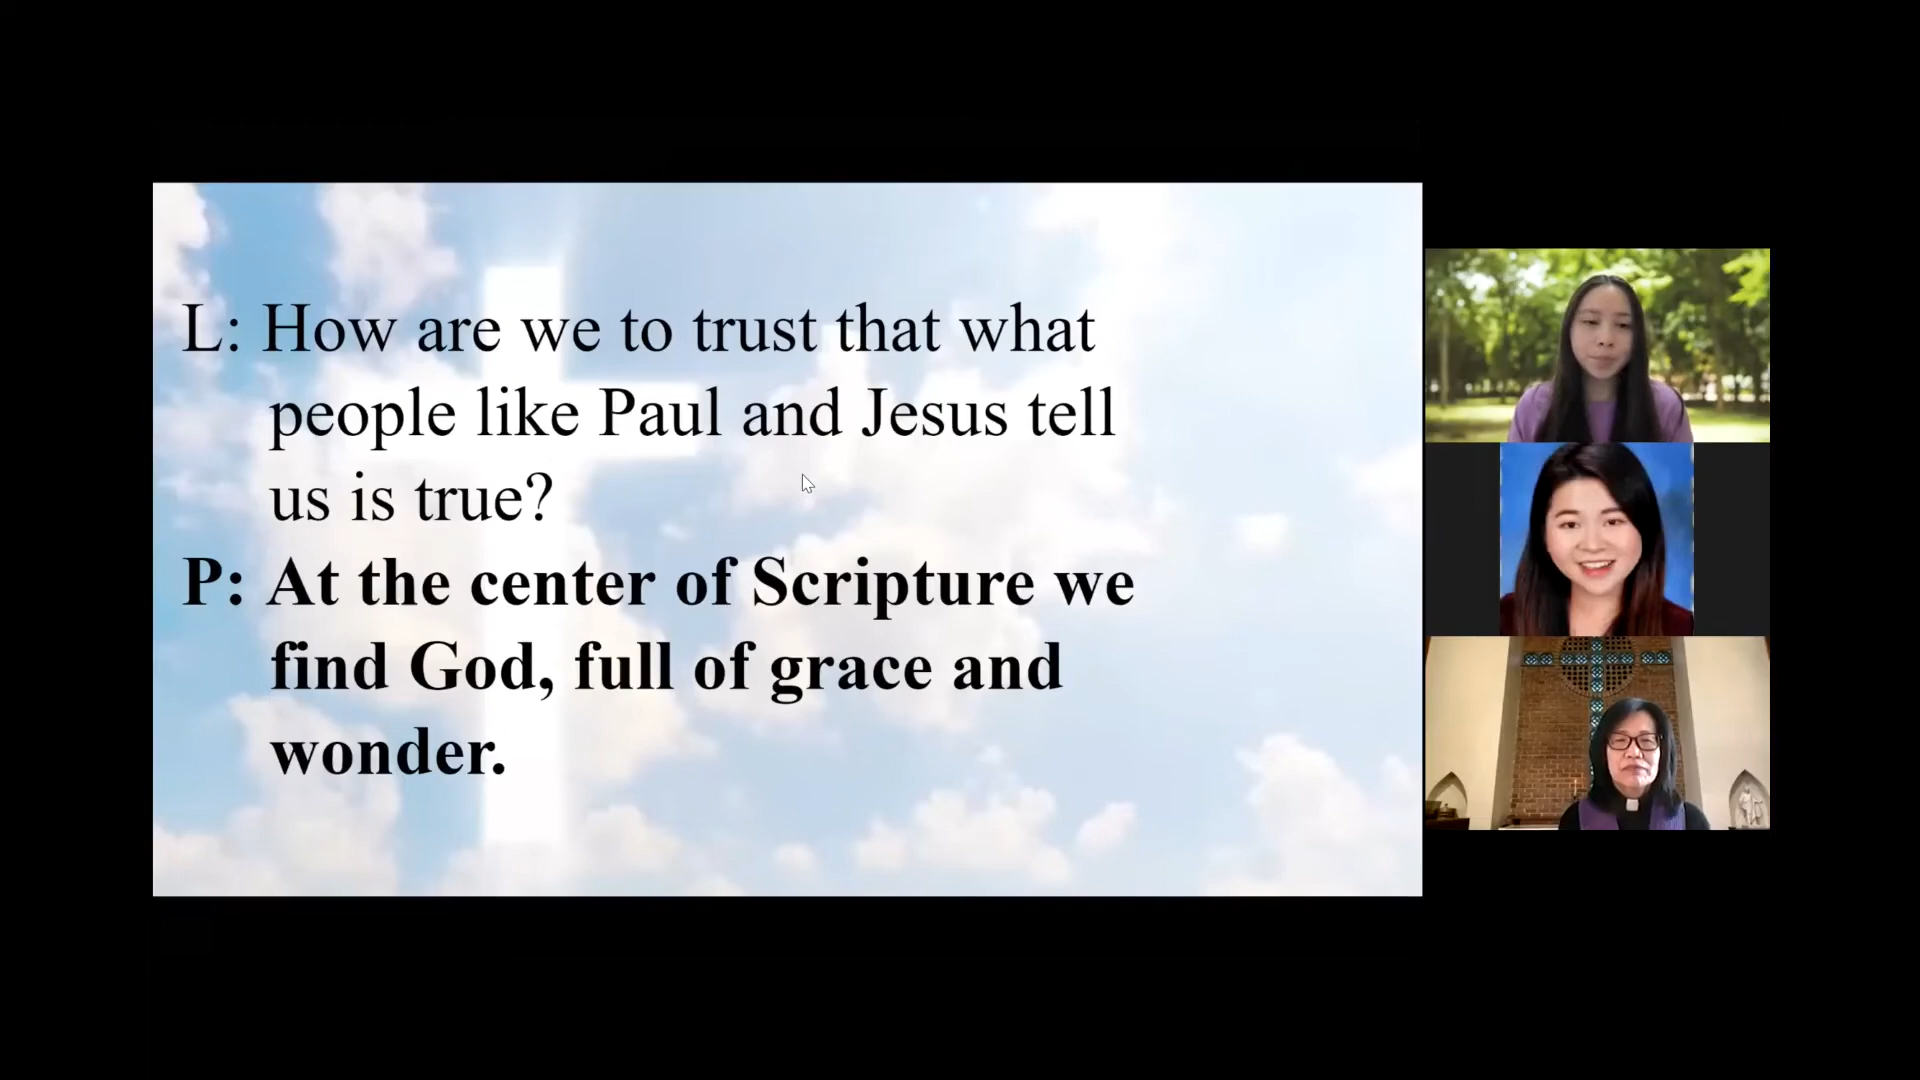 L: How are we to trust that what
people like Paul and Jesus tell
us is true?
P: At the center of Scripture we
find God, full of grace and
wonder.